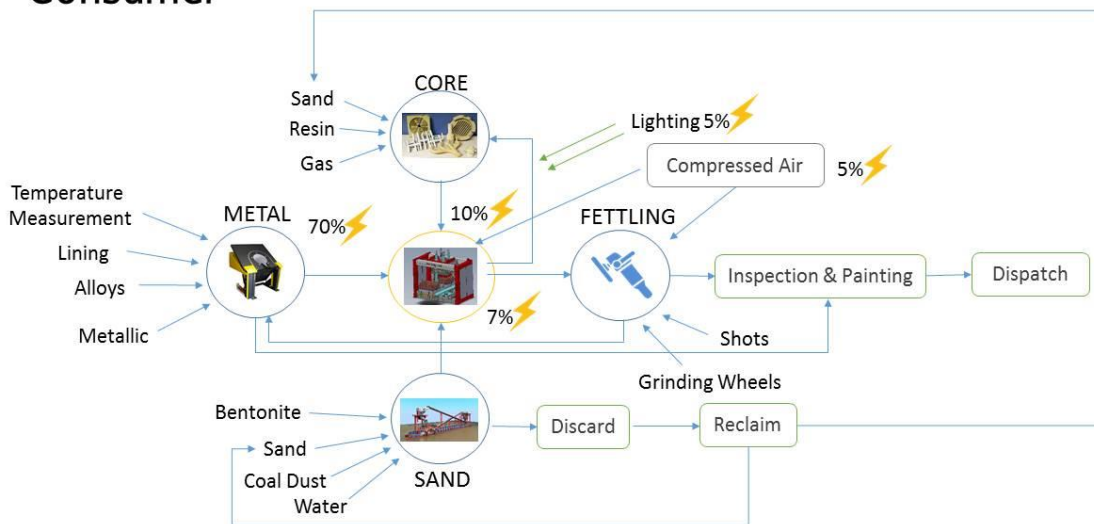 Consumer
CORE
Sand
Resin
Gas
Lighting 5%
Compressed Air
5%
Temperature
Measurement
Lining
Alloys
Metallic
METAL
70%
10%
FETTLING
7%
Inspection & Painting
Dispatch
Shots
Grinding Wheels
Bentonite
Sand
Coal Dust
Water
SAND
Discard
Reclaim